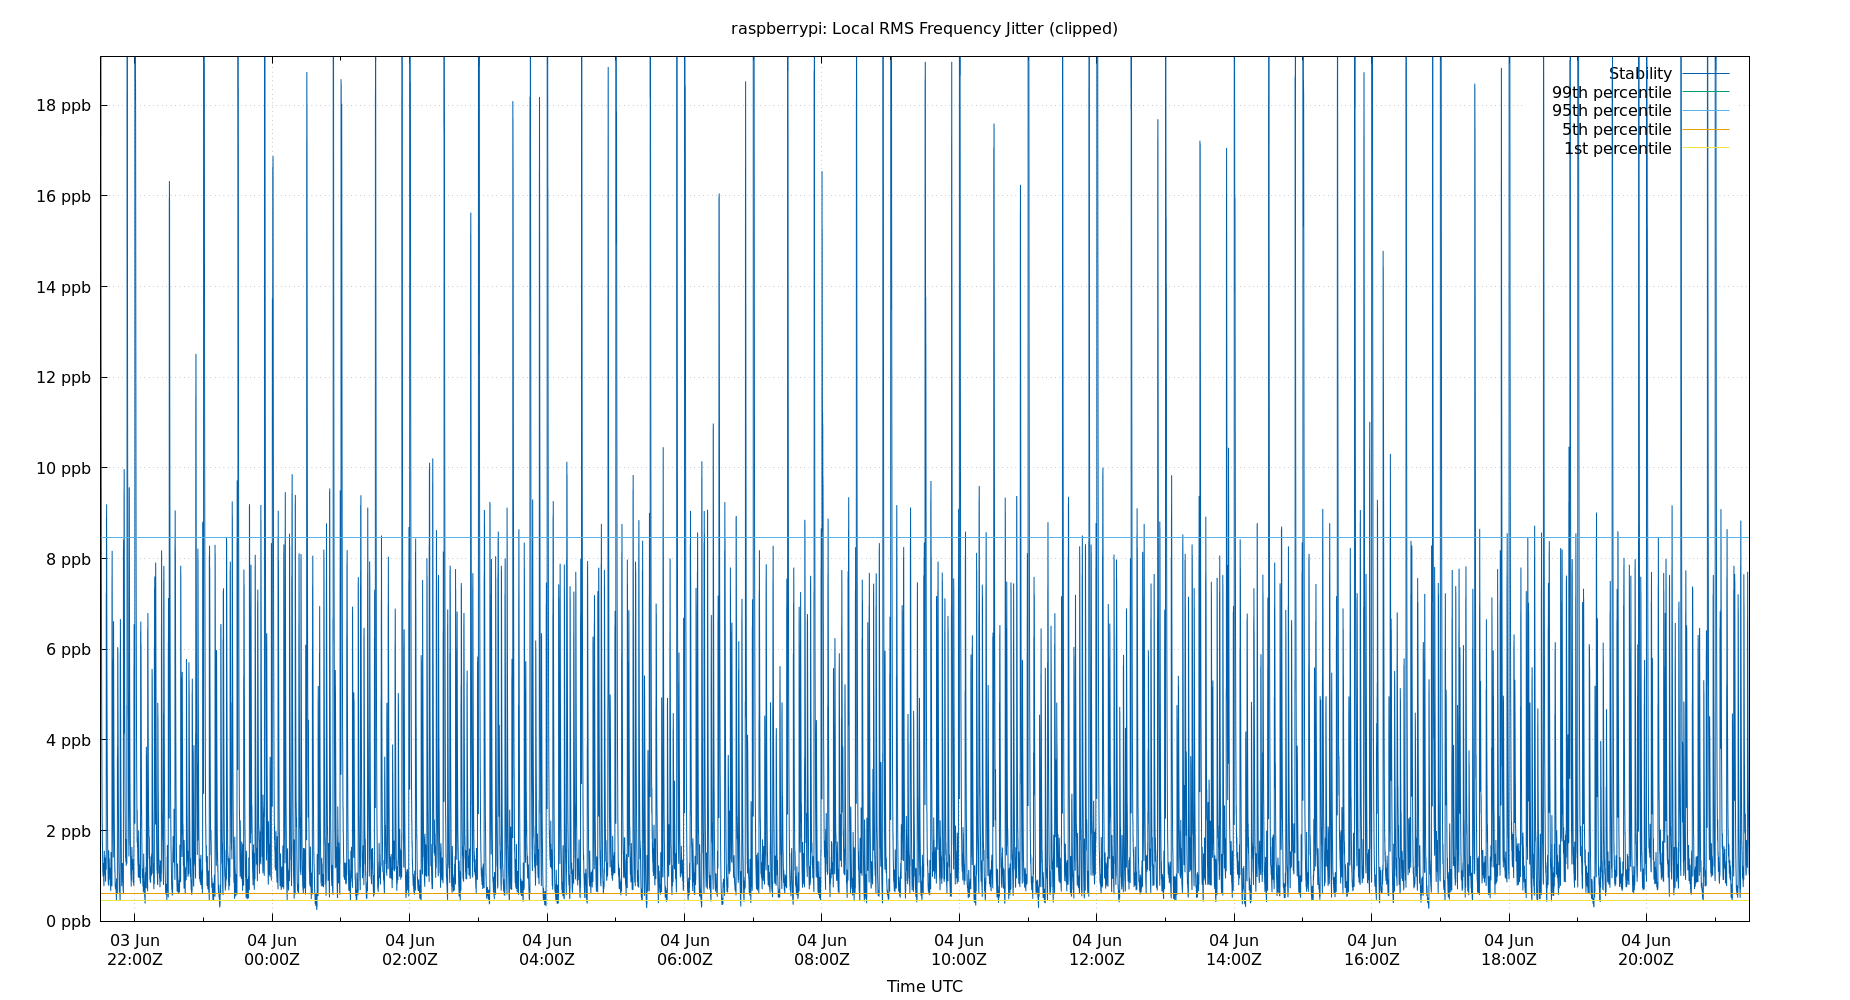 raspberrypi: Local RMS Frequency Jitter (clipped)
Stability
99th percentile
95th percentile
5th percentile
1st percentile
18 ppb
16 ppb
14 ppb
12 ppb
10 ppb
8 ppb
6 ppb
4 ppb
2 ppb
0 ppb
03 Jun 04 Jun 04 Jun 04 Jun 04 Jun 04 Jun 04 Jun 04 Jun 04 Jun 04 Jun 04 Jun 04 Jun
22:00Z 00:00Z 02:00Z 04:00Z 06:00Z 08:00Z 10:00Z 12:00Z 14:00Z 16:00Z 18:00Z 20:00Z
Time UTC